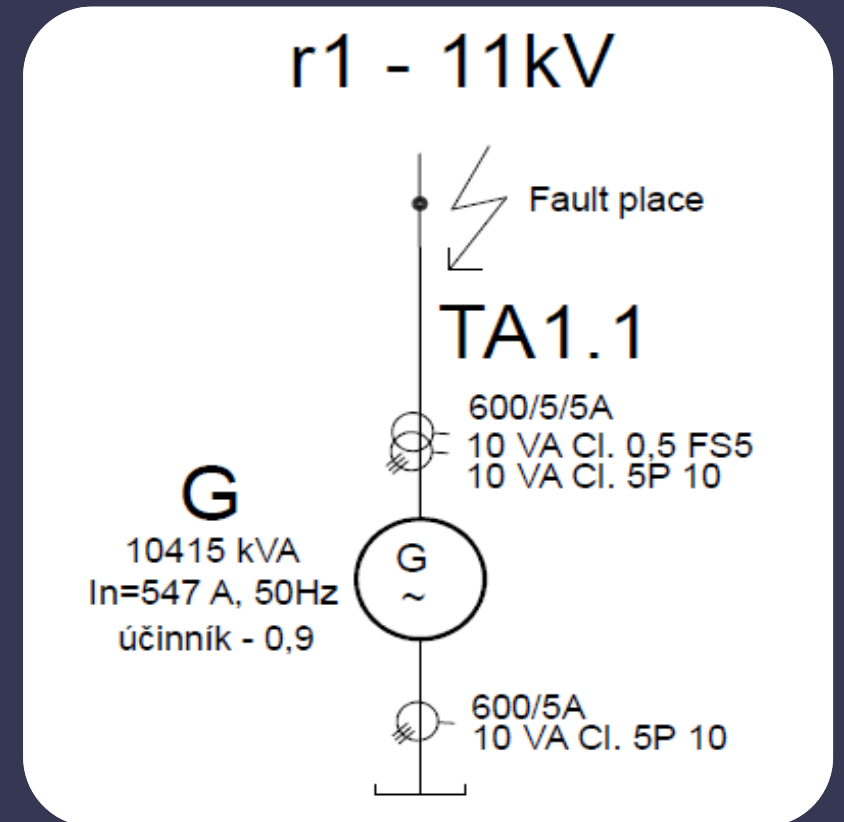 r1 - 11kV
Fault place
TA1.1
600/5/5A
10 VA Cl. 0,5 FS5
10 VA Cl. 5P 10
G
10415 kVA
In=547 A, 50Hz
účinník - 0,9
G
~
600/5A
10 VA Cl. 5P 10